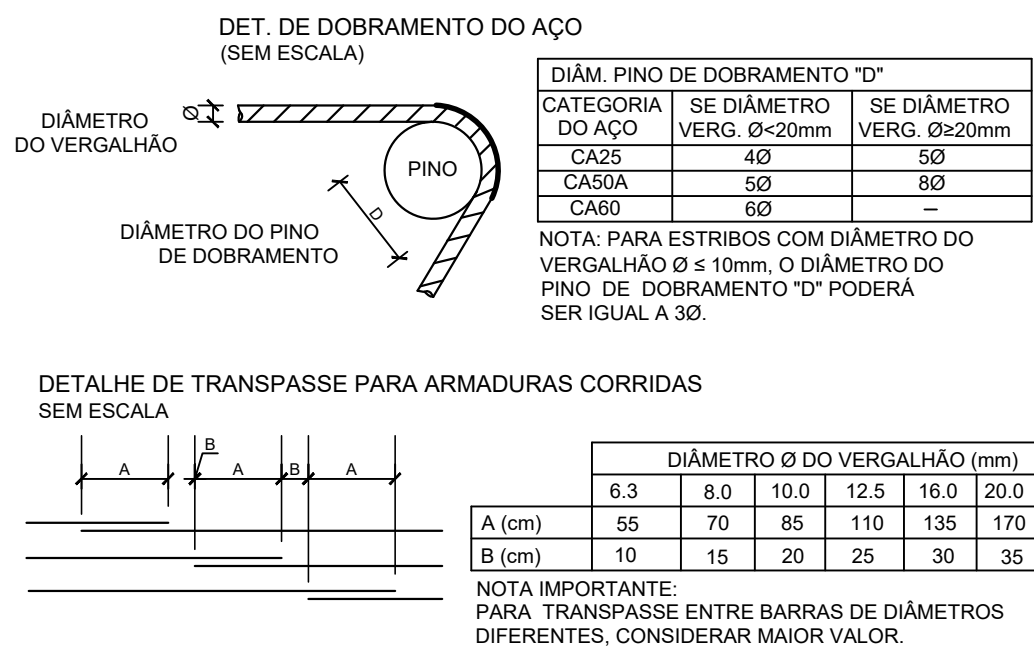 DET. DE DOBRAMENTO DO AÇO
(SEM ESCALA)
Ø
DIÂMETRO
DO VERGALHÃO
PINO
D
DIÂMETRO DO PINO
DE DOBRAMENTO
DIÂM. PINO DE DOBRAMENTO "D"
CATEGORIA DO AÇO SE DIÂMETRO VERG. Ø<20mm SE DIÂMETRO VERG. Ø≥20mm
CA25 4Ø 5Ø
CA50A 5Ø 8Ø
CA60 6Ø –
NOTA: PARA ESTRIBOS COM DIÂMETRO DO
VERGALHÃO Ø ≤ 10mm, O DIÂMETRO DO
PINO DE DOBRAMENTO "D" PODERÁ
SER IGUAL A 3Ø.
DETALHE DE TRANSPASSE PARA ARMADURAS CORRIDAS
SEM ESCALA
B
A A B A
DIÂMETRO Ø DO VERGALHÃO (mm)
6.3 8.0 10.0 12.5 16.0 20.0
A (cm) 55 70 85 110 135 170
B (cm) 10 15 20 25 30 35
NOTA IMPORTANTE:
PARA TRANSPASSE ENTRE BARRAS DE DIÂMETROS
DIFERENTES, CONSIDERAR MAIOR VALOR.